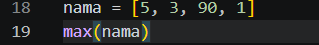 18 nama = [5, 3, 90, 1]
19 max(nama)